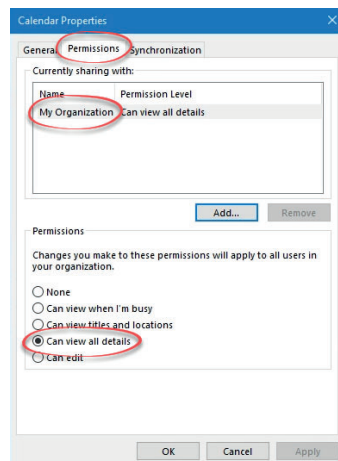 Calendar Properties
General Permissions Synchronization
Currently sharing with:
Name Permission Level
My Organization Can view all details
Add... Remove
Permissions
Changes you make to these permissions will apply to all users in
your organization.
None
Can view when I'm busy
Can view titles and locations
Can view all details
Can edit
OK Cancel Apply